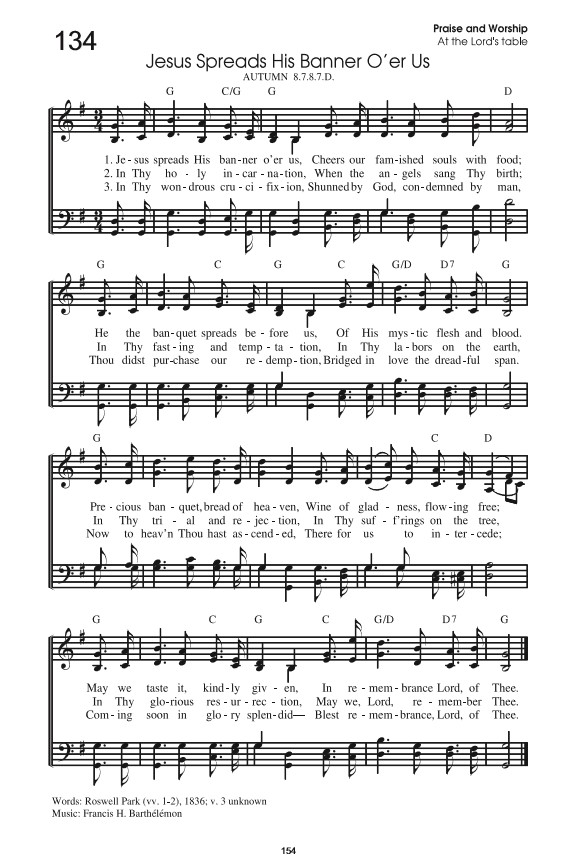 134
Praise and Worship
At the Lord's table
Jesus Spreads His Banner O´er Us
AUTUMN 8.7.8.7.D.
G C/G G D
1. Je - sus spreads His ban - ner o'er us, Cheers our fam - ished souls with food;
2. In Thy ho - ly in - car - na - tion, When the an - gels sang Thy birth;
3. In Thy won - drous cru - ci - fix - ion, Shunned by God, con - demned by man,
G C G C G/D D7 G
He the ban - quet spreads be - fore us, Of His mys - tic flesh and blood.
In Thy fast - ing and temp - ta - tion, In Thy la - bors on the earth,
Thou didst pur - chase our re - demp - tion, Bridged in love the dread - ful span.
G C D
Pre - cious ban - quet, bread of hea - ven, Wine of glad - ness, flow - ing free;
In Thy tri - al and re - jec - tion, In Thy suf - f'rings on the tree,
Now to heav'n Thou hast as - cend - ed, There for us to in - ter - cede;
G C G C G/D D7 G
May we taste it, kind - ly giv - en, In re - mem - brance Lord, of Thee.
In Thy glo - rious res - ur - rec - tion, May we, Lord, re - mem - ber Thee.
Com - ing soon in glo - ry splen - did— Blest re - mem - brance, Lord, of Thee.
Words: Roswell Park (vv. 1-2), 1836; v. 3 unknown
Music: Francis H. Barthélémon
154